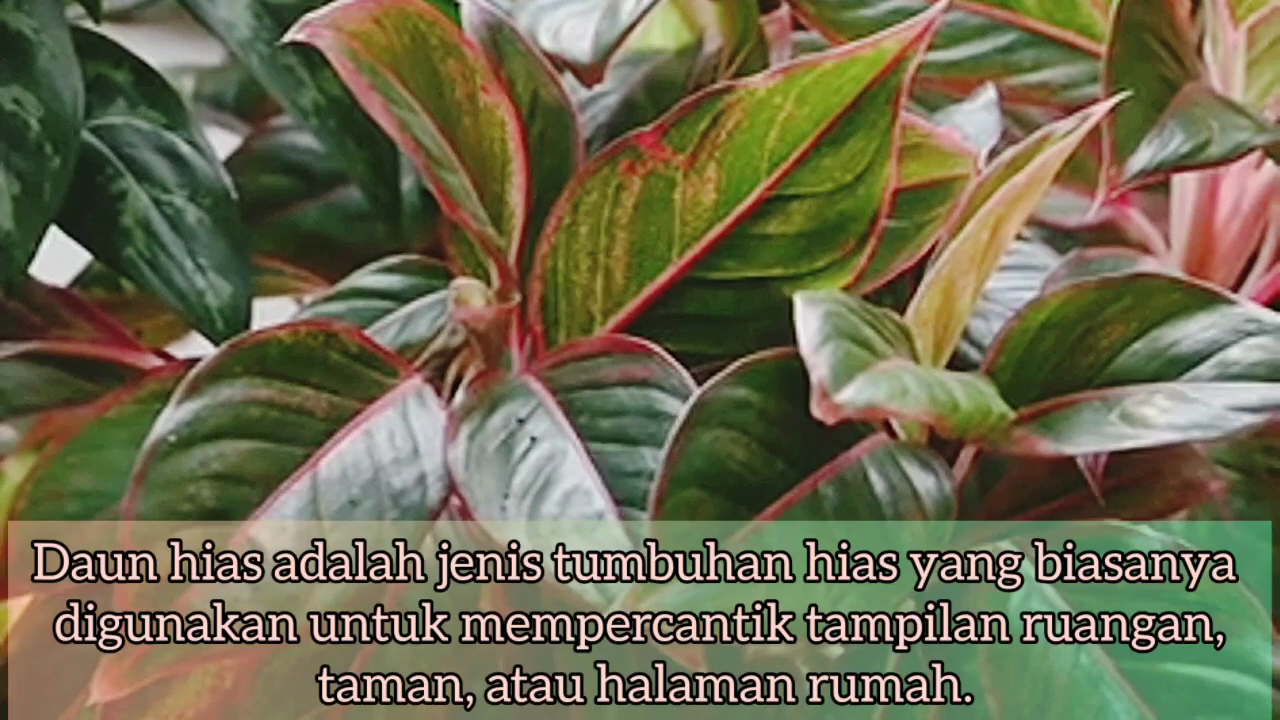 Daun hias adalah jenis tumbuhan hias yang biasanya
digunakan untuk mempercantik tampilan ruangan,
taman, atau halaman rumah.